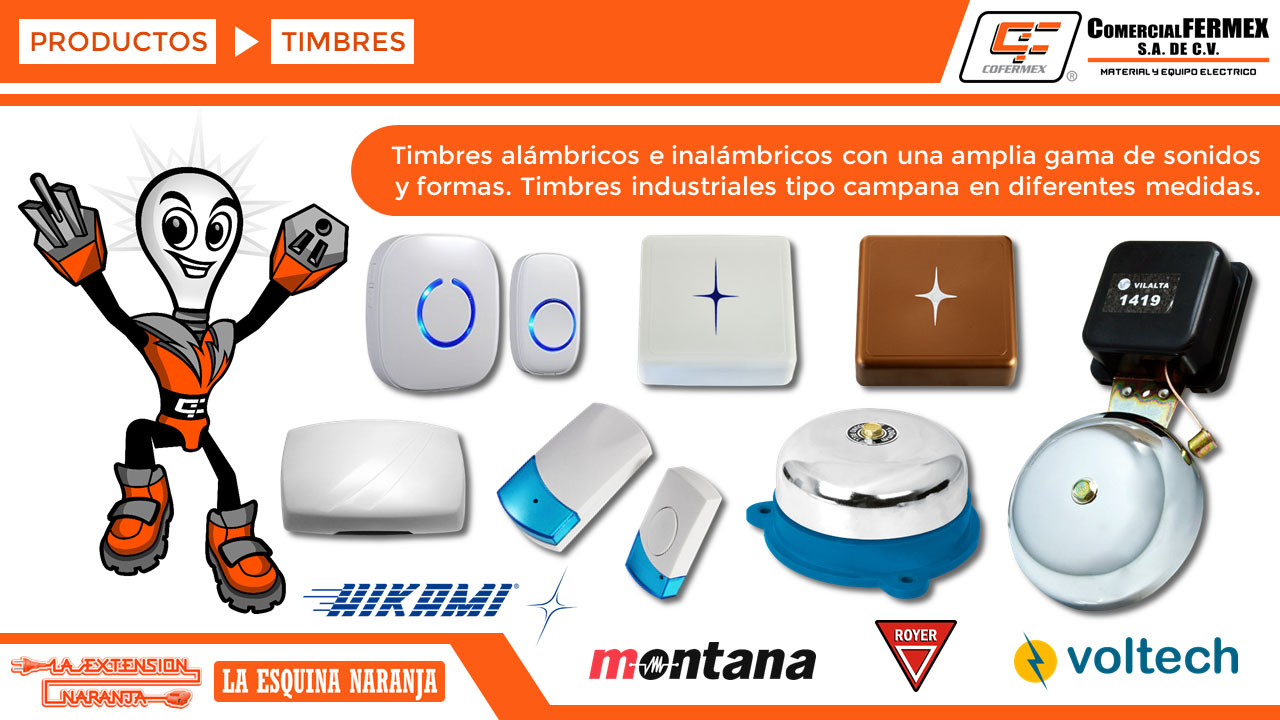 PRODUCTOS
TIMBRES
COFERMEX
®
COMERCIALFERMEX
S.A. DE C.V.
MATERIAL Y EQUIPO ELECTRICO
Timbres alámbricos e inalámbricos con una amplia gama de sonidos
y formas. Timbres industriales tipo campana en diferentes medidas.
VILALTA
1419
HIKAMI®
LA EXTENSION
NARANJA
LA ESQUINA NARANJA
montana
ROYER
voltech